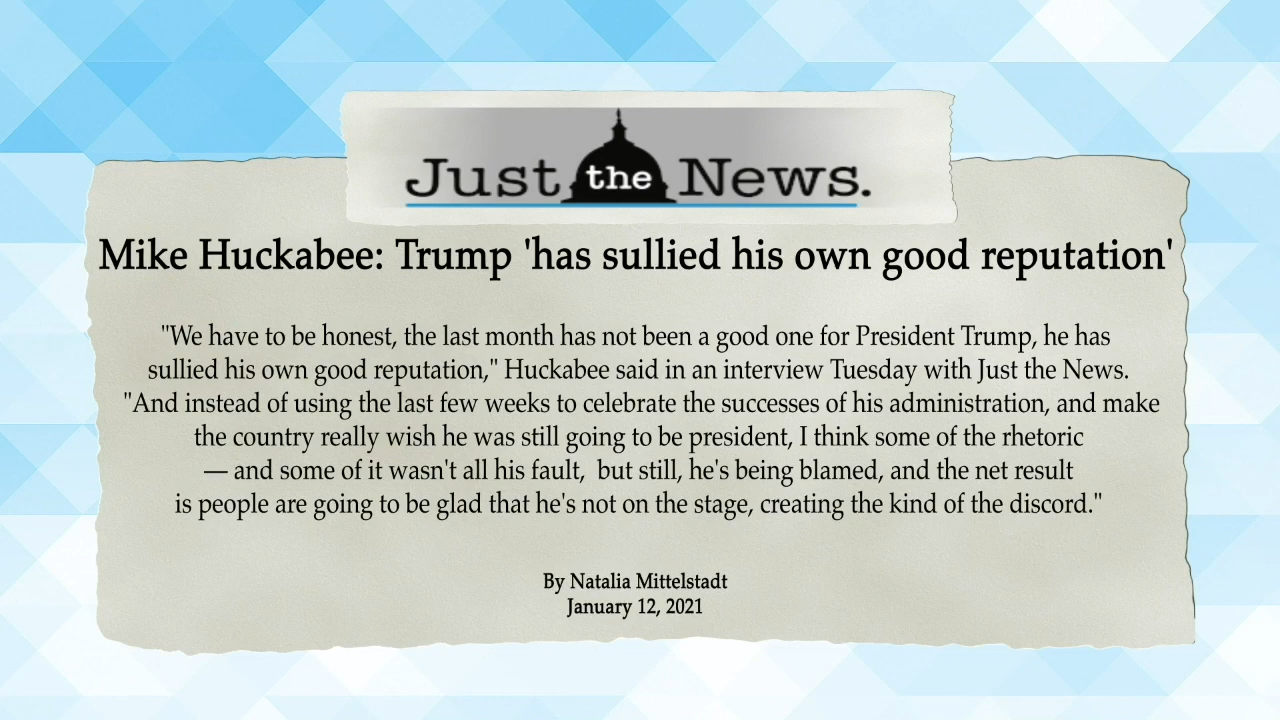 Just the News.
Mike Huckabee: Trump 'has sullied his own good reputation'
"We have to be honest, the last month has not been a good one for President Trump, he has
sullied his own good reputation," Huckabee said in an interview Tuesday with Just the News.
"And instead of using the last few weeks to celebrate the successes of his administration, and make
the country really wish he was still going to be president, I think some of the rhetoric
— and some of it wasn't all his fault,  but still, he's being blamed, and the net result
is people are going to be glad that he's not on the stage, creating the kind of the discord."
By Natalia Mittelstadt
January 12, 2021